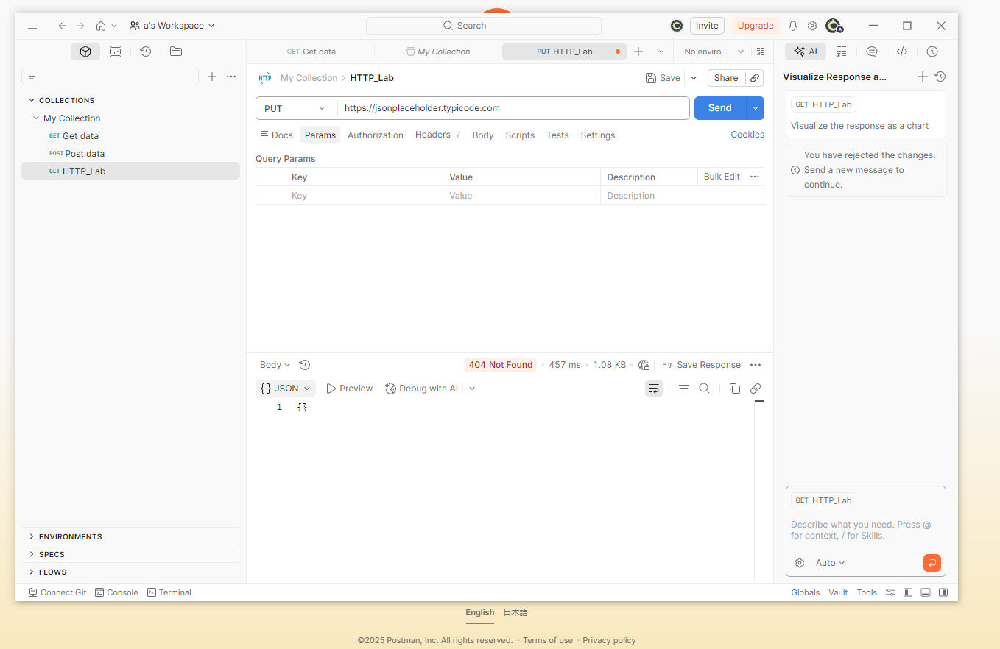 a's Workspace
Search
Invite
Upgrade
GET Get data
My Collection
PUT HTTP_Lab
No enviro...
AI
My Collection > HTTP_Lab
Save
Share
Visualize Response a...
COLLECTIONS
My Collection
GET Get data
POST Post data
GET HTTP_Lab
PUT
https://jsonplaceholder.typicode.com
Send
Docs
Params
Authorization
Headers 7
Body
Scripts
Tests
Settings
Cookies
Query Params
Key
Value
Description
Bulk Edit
Key
Value
Description
GET HTTP_Lab
Visualize the response as a chart
You have rejected the changes.
Send a new message to
continue.
Body
404 Not Found
457 ms
1.08 KB
e.g. Save Response
{} JSON
Preview
Debug with AI
1 {}
GET HTTP_Lab
Describe what you need. Press @
for context, / for Skills.
Auto
ENVIRONMENTS
SPECS
FLOWS
Connect Git
Console
Terminal
Globals
Vault
Tools
English
日本語
©2025 Postman, Inc. All rights reserved. · Terms of use · Privacy policy